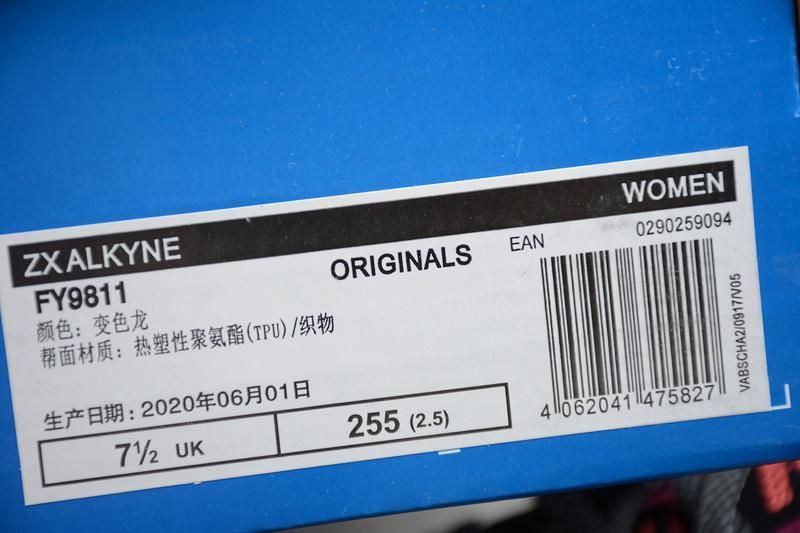 ZX ALKYNE WOMEN
FY9811 ORIGINALS EAN 0290259094
颜色: 变色龙
帮面材质: 热塑性聚氨酯(TPU)/织物
生产日期: 2020年06月01日
7½ UK 255 (2.5)
4 062041 475827
VABSCHA2/0917/V05